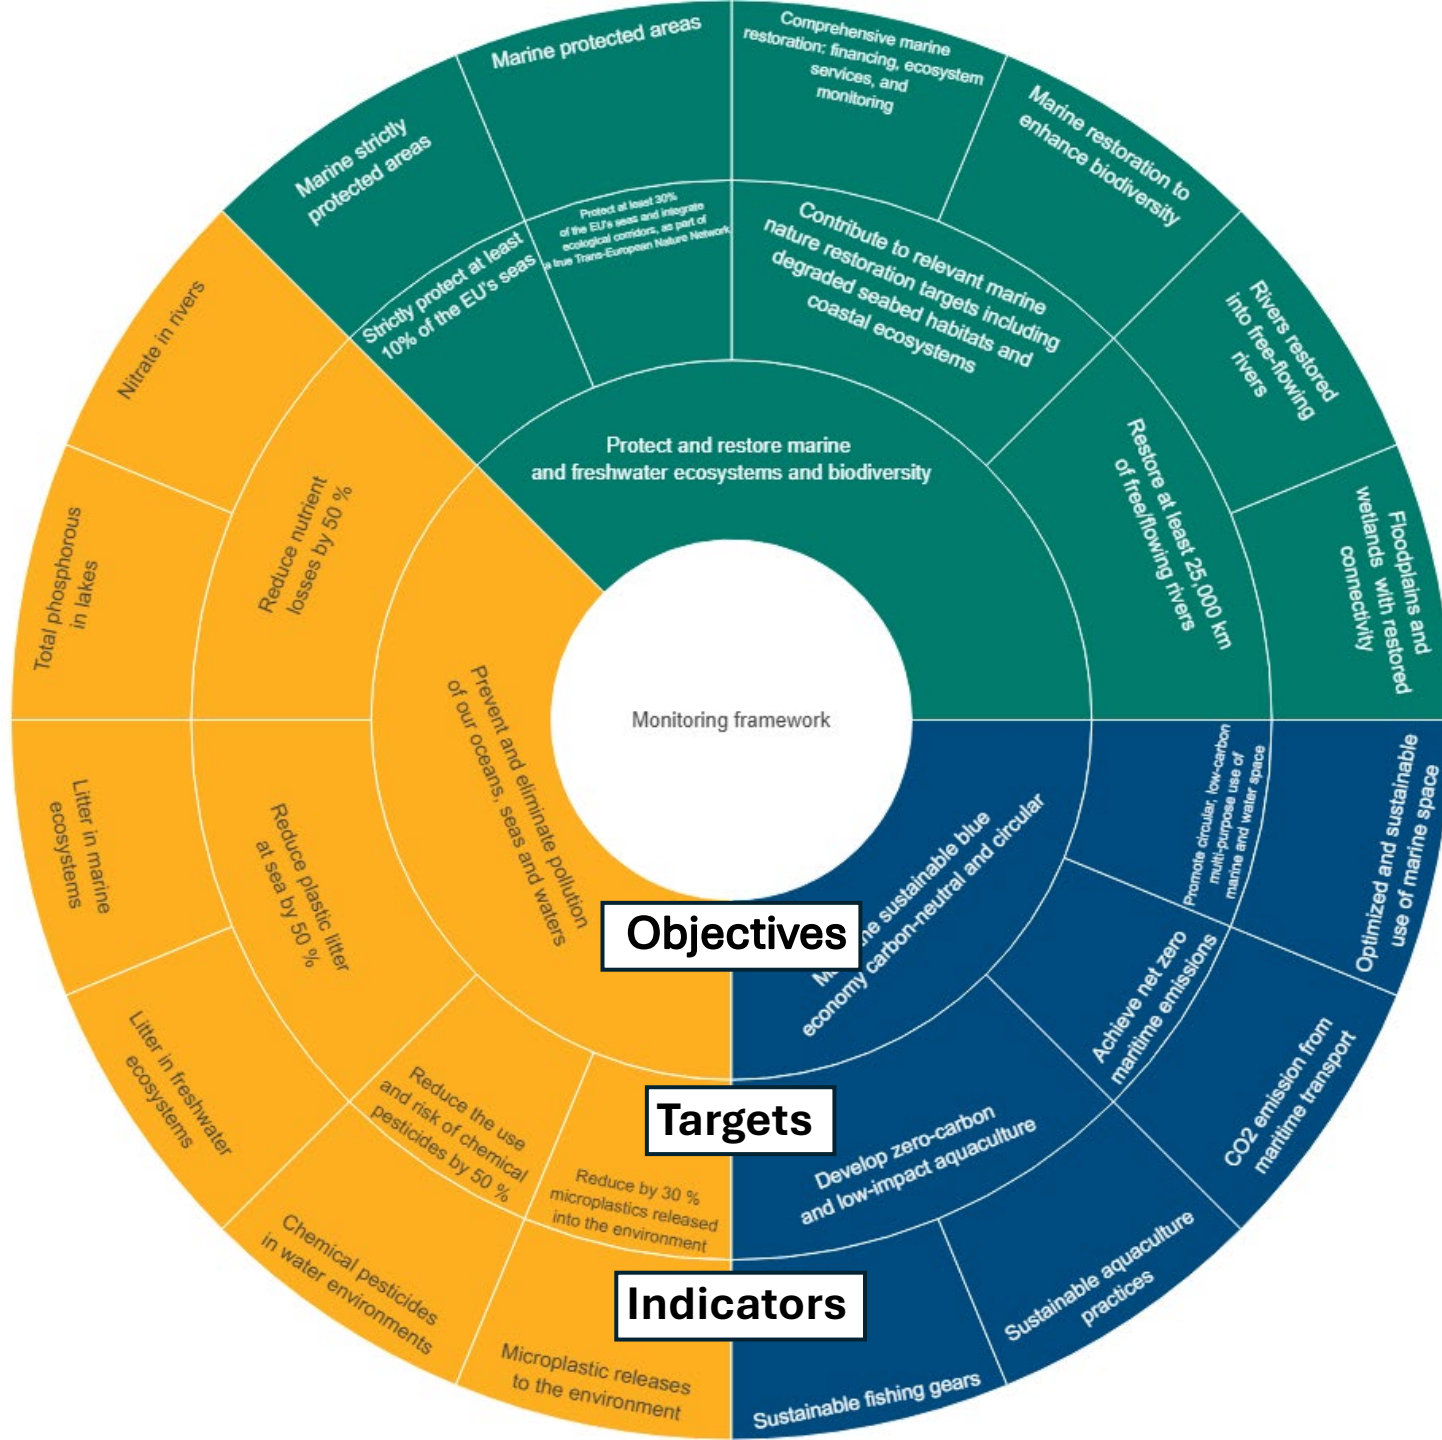 Monitoring framework
Protect and restore marine
and freshwater ecosystems and biodiversity
Strictly protect at least
10% of the EU's seas
Marine strictly
protected areas
Protect at least 30%
of the EU's seas and integrate
ecological corridors, as part of
a true Trans-European Nature Network
Marine protected areas
Contribute to relevant marine
nature restoration targets including
degraded seabed habitats and
coastal ecosystems
Comprehensive marine
restoration: financing, ecosystem
services, and
monitoring
Marine restoration to
enhance biodiversity
Restore at least 25,000 km
of free/flowing rivers
Rivers restored
into free-flowing
rivers
Floodplains and
wetlands with restored
connectivity
the sustainable blue
economy carbon-neutral and circular
Promote circular, low-carbon
multi-purpose use of
marine and water space
Optimized and sustainable
use of marine space
Achieve net zero
maritime emissions
CO2 emission from
maritime transport
Develop zero-carbon
and low-impact aquaculture
Sustainable aquaculture
practices
Sustainable fishing gears
Prevent and eliminate pollution
of our oceans, seas and waters
Reduce by 30 %
microplastics released
into the environment
Microplastic releases
to the environment
Reduce the use
and risk of chemical
pesticides by 50 %
Chemical pesticides
in water environments
Reduce plastic litter
at sea by 50 %
Litter in freshwater
ecosystems
Litter in marine
ecosystems
Reduce nutrient
losses by 50 %
Total phosphorous
in lakes
Nitrate in rivers
Objectives
Targets
Indicators